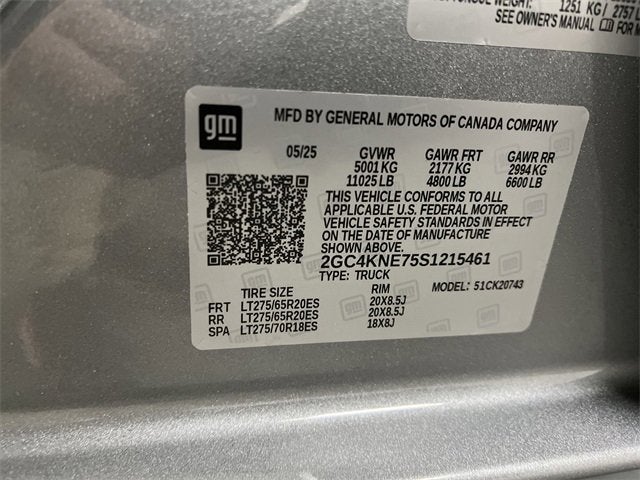 1251 KG / 2757 L
SEE OWNER'S MANUAL FOR M
gm
MFD BY GENERAL MOTORS OF CANADA COMPANY
05/25 GVWR GAWR FRT GAWR RR
5001 KG 2177 KG 2994 KG
11025 LB 4800 LB 6600 LB
THIS VEHICLE CONFORMS TO ALL
APPLICABLE U.S. FEDERAL MOTOR
VEHICLE SAFETY STANDARDS IN EFFECT
ON THE DATE OF MANUFACTURE
SHOWN ABOVE.
2GC4KNE75S1215461
TYPE: TRUCK MODEL: 51CK20743
TIRE SIZE RIM
FRT LT275/65R20ES 20X8.5J
RR LT275/65R20ES 20X8.5J
SPA LT275/70R18ES 18X8J